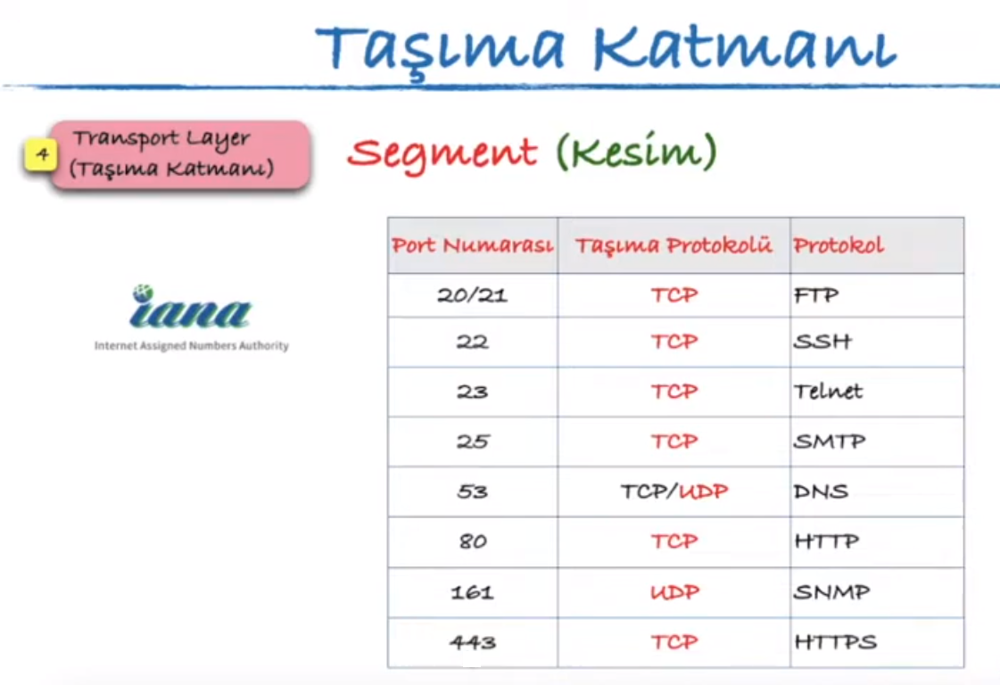 Taşıma Katmanı
4
Transport Layer
(Taşıma Katmanı)
Segment (Kesim)
iana
Internet Assigned Numbers Authority
Port Numarası Taşıma Protokolü Protokol
20/21 TCP FTP
22 TCP SSH
23 TCP Telnet
25 TCP SMTP
53 TCP/UDP DNS
80 TCP HTTP
161 UDP SNMP
443 TCP HTTPS